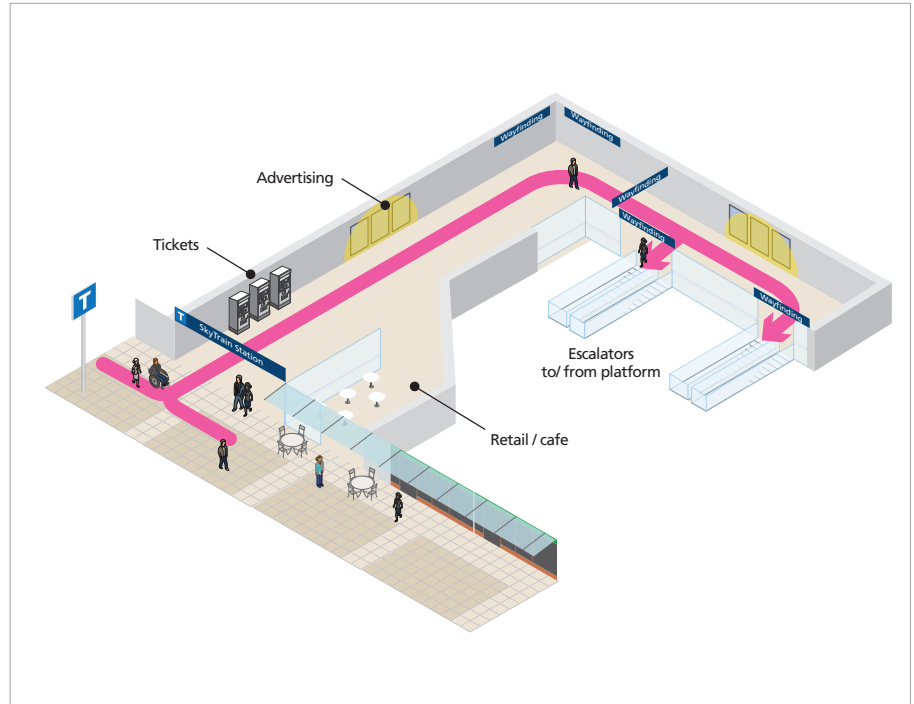 Wayfinding
Wayfinding
Advertising
Wayfinding
Wayfinding
Tickets
T
T SkyTrain Station
Wayfinding
Escalators
to/ from platform
Retail / cafe